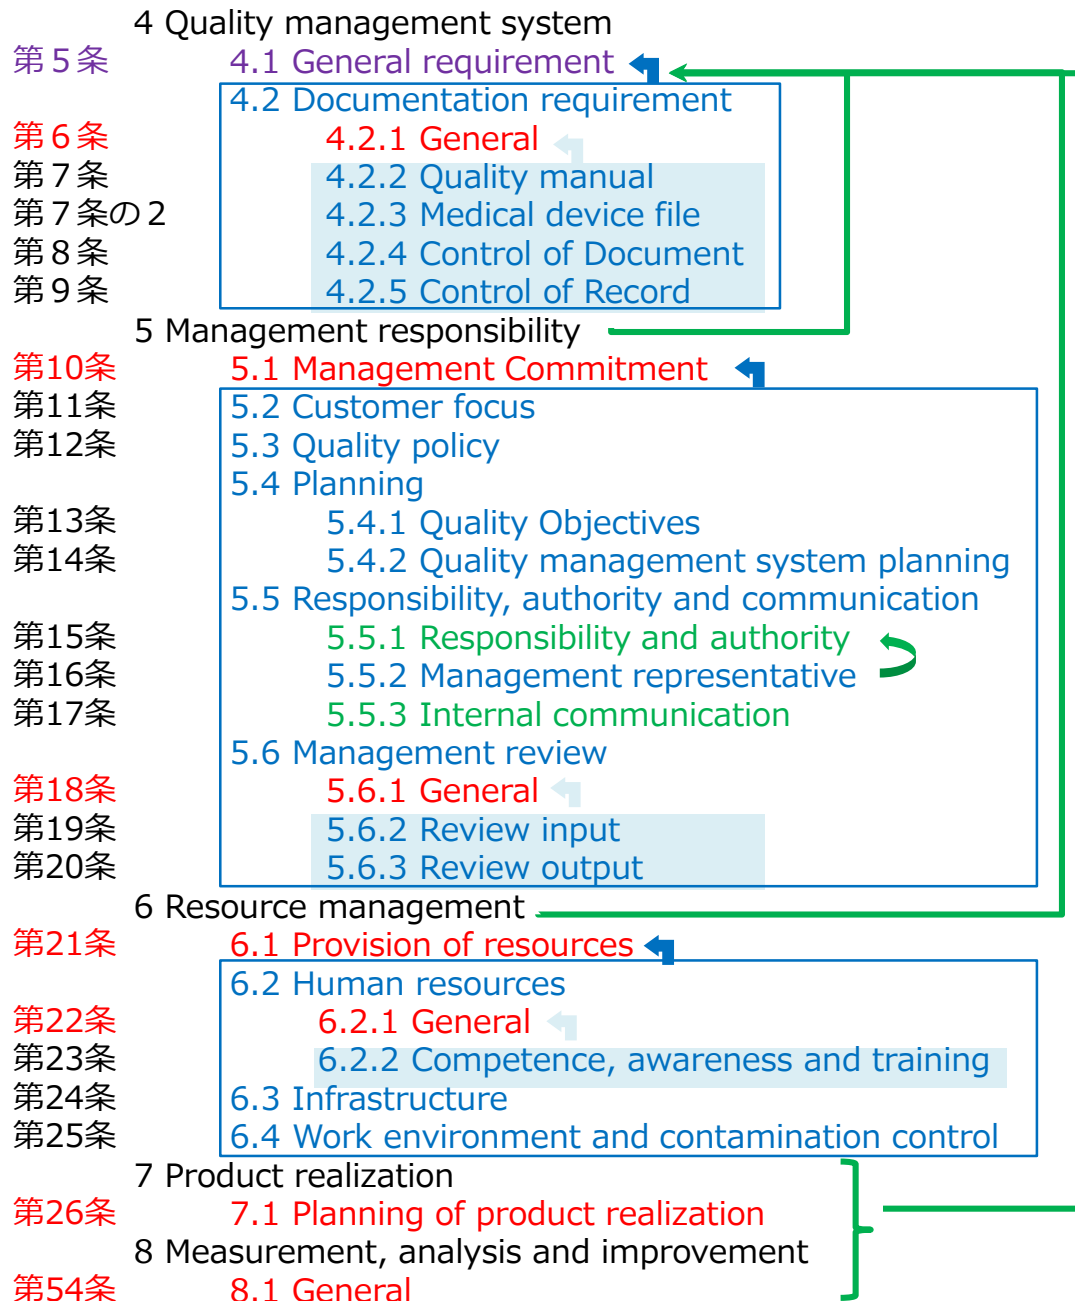 4 Quality management system
第５条 4.1 General requirement
4.2 Documentation requirement
第６条 4.2.1 General
第７条 4.2.2 Quality manual
第７条の２ 4.2.3 Medical device file
第８条 4.2.4 Control of Document
第９条 4.2.5 Control of Record
5 Management responsibility
第10条 5.1 Management Commitment
第11条 5.2 Customer focus
第12条 5.3 Quality policy
5.4 Planning
第13条 5.4.1 Quality Objectives
第14条 5.4.2 Quality management system planning
5.5 Responsibility, authority and communication
第15条 5.5.1 Responsibility and authority
第16条 5.5.2 Management representative
第17条 5.5.3 Internal communication
5.6 Management review
第18条 5.6.1 General
第19条 5.6.2 Review input
第20条 5.6.3 Review output
6 Resource management
第21条 6.1 Provision of resources
6.2 Human resources
第22条 6.2.1 General
第23条 6.2.2 Competence, awareness and training
第24条 6.3 Infrastructure
第25条 6.4 Work environment and contamination control
7 Product realization
第26条 7.1 Planning of product realization
8 Measurement, analysis and improvement
第54条 8.1 General